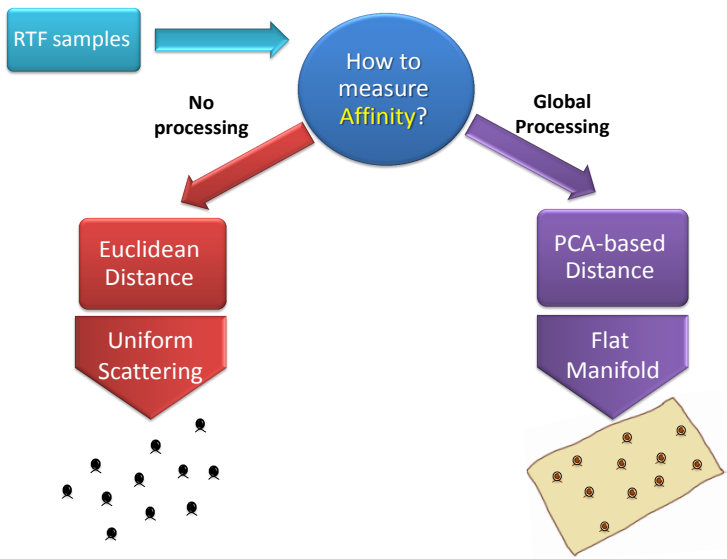 RTF samples
How to
measure
Affinity?
No
processing
Global
Processing
Euclidean
Distance
PCA-based
Distance
Uniform
Scattering
Flat
Manifold